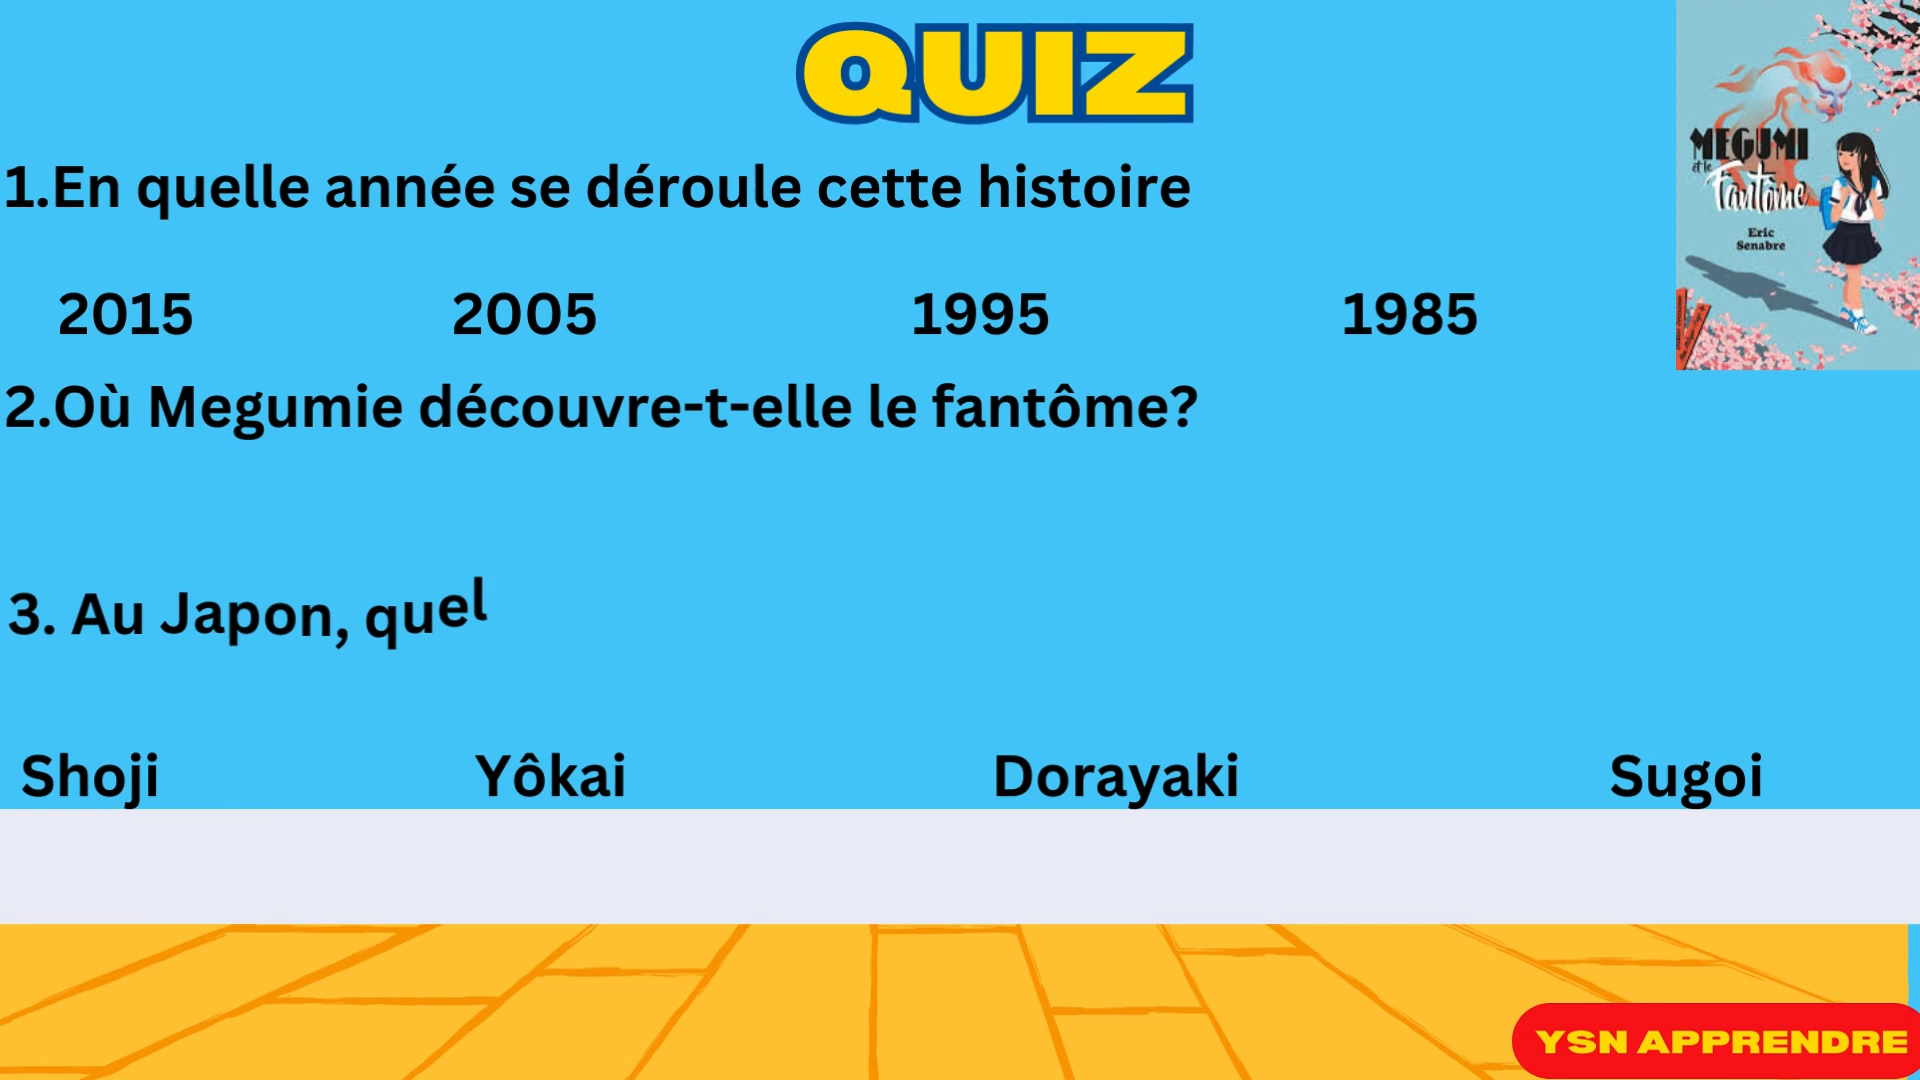 QUIZ
1.En quelle année se déroule cette histoire
2015 2005 1995 1985
2.Où Megumie découvre-t-elle le fantôme?
3. Au Japon, quel
Shoji Yôkai Dorayaki Sugoi
MEGUMI
et le
Fantôme
Eric
Senabre
YSN APPRENDRE